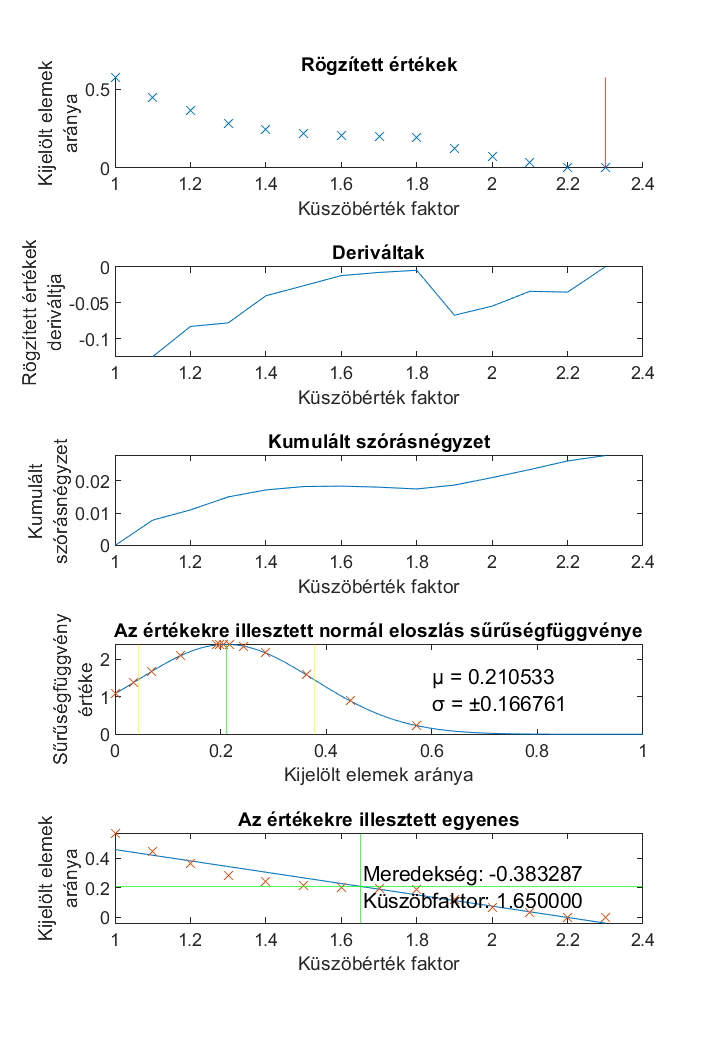 Rögzített értékek
Kijelölt elemek
aránya
0.5
0
1 1.2 1.4 1.6 1.8 2 2.2 2.4
Küszöbérték faktor
Deriváltak
Rögzített értékek
deriváltja
0
-0.05
-0.1
1 1.2 1.4 1.6 1.8 2 2.2 2.4
Küszöbérték faktor
Kumulált szórásnégyzet
Kumulált
szórásnégyzet
0.02
0.01
0
1 1.2 1.4 1.6 1.8 2 2.2 2.4
Küszöbérték faktor
Az értékekre illesztett normál eloszlás sűrűségfüggvénye
Sűrűségfüggvény
értéke
2
1
0
μ = 0.210533
σ = ±0.166761
0 0.2 0.4 0.6 0.8 1
Kijelölt elemek aránya
Az értékekre illesztett egyenes
Kijelölt elemek
aránya
0.4
0.2
0
Meredekség: -0.383287
Küszöbfaktor: 1.650000
1 1.2 1.4 1.6 1.8 2 2.2 2.4
Küszöbérték faktor